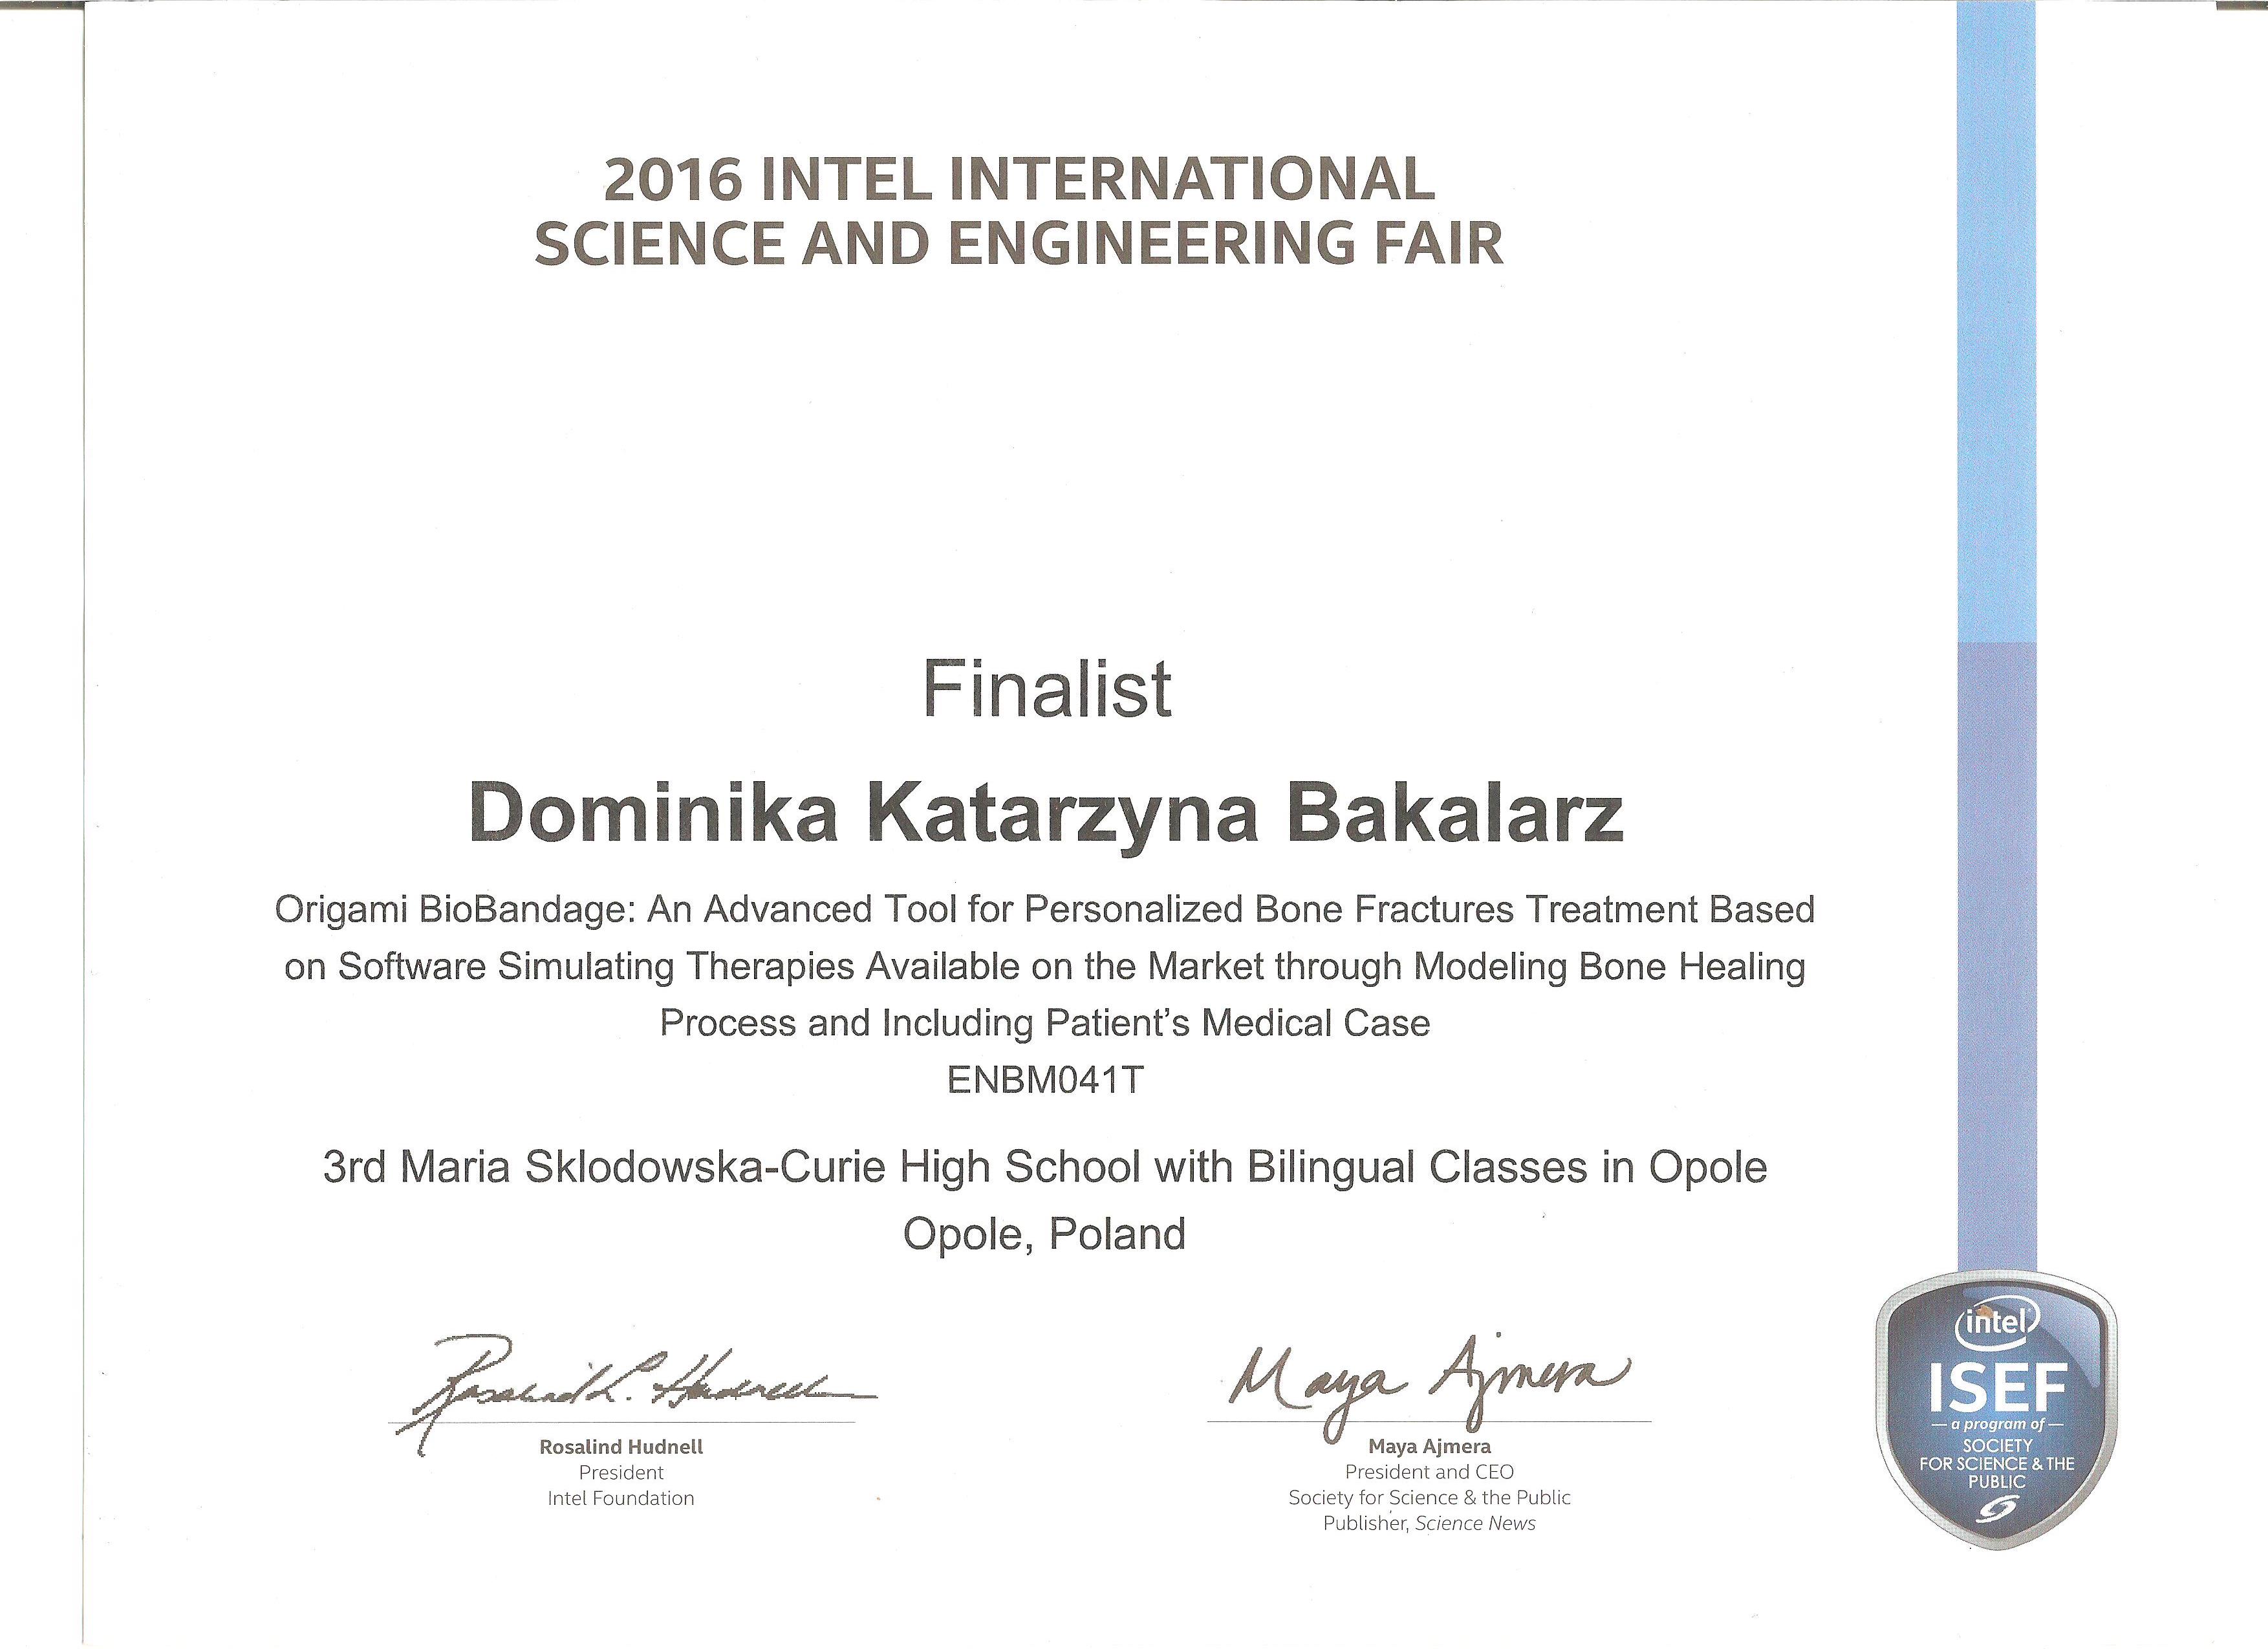 2016 INTEL INTERNATIONAL
SCIENCE AND ENGINEERING FAIR
Finalist
Dominika Katarzyna Bakalarz
Origami BioBandage: An Advanced Tool for Personalized Bone Fractures Treatment Based
on Software Simulating Therapies Available on the Market through Modeling Bone Healing
Process and Including Patient's Medical Case
ENBM041T
3rd Maria Sklodowska-Curie High School with Bilingual Classes in Opole
Opole, Poland
Rosalind L. Hudnell
Rosalind Hudnell
President
Intel Foundation
Maya Ajmera
Maya Ajmera
President and CEO
Society for Science & the Public
Publisher, Science News
intel
ISEF
— a program of —
SOCIETY
FOR SCIENCE & THE
PUBLIC